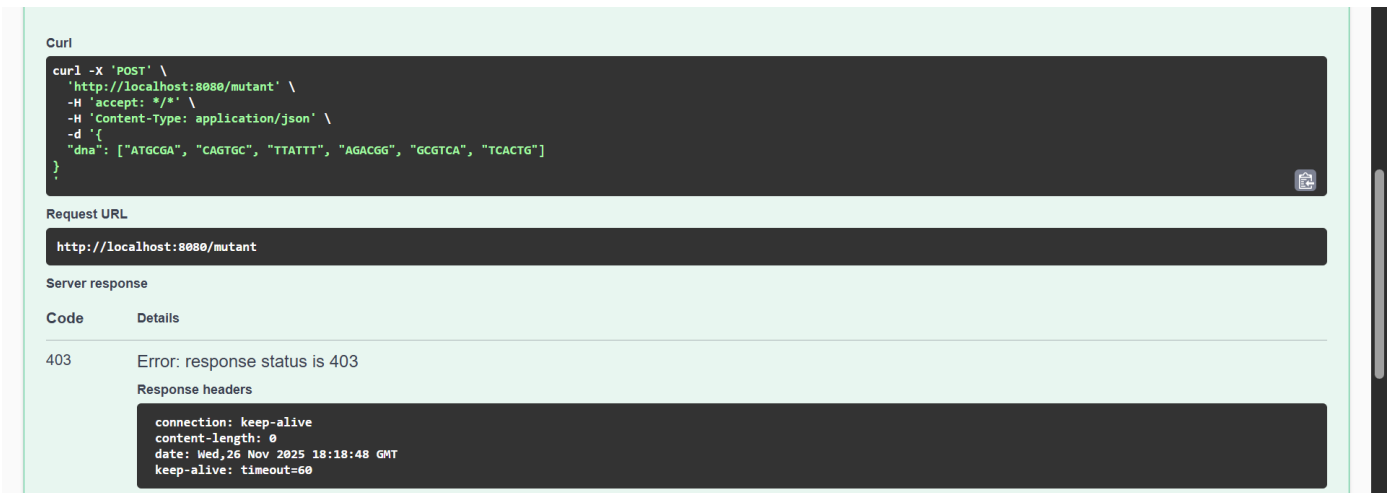 Curl
curl -X 'POST' \
  'http://localhost:8080/mutant' \
  -H 'accept: */*' \
  -H 'Content-Type: application/json' \
  -d '{
  "dna": ["ATGCGA", "CAGTGC", "TTATTT", "AGACGG", "GCGTCA", "TCACTG"]
}
'
Request URL
http://localhost:8080/mutant
Server response
Code Details
403 Error: response status is 403
Response headers
connection: keep-alive
content-length: 0
date: Wed,26 Nov 2025 18:18:48 GMT
keep-alive: timeout=60